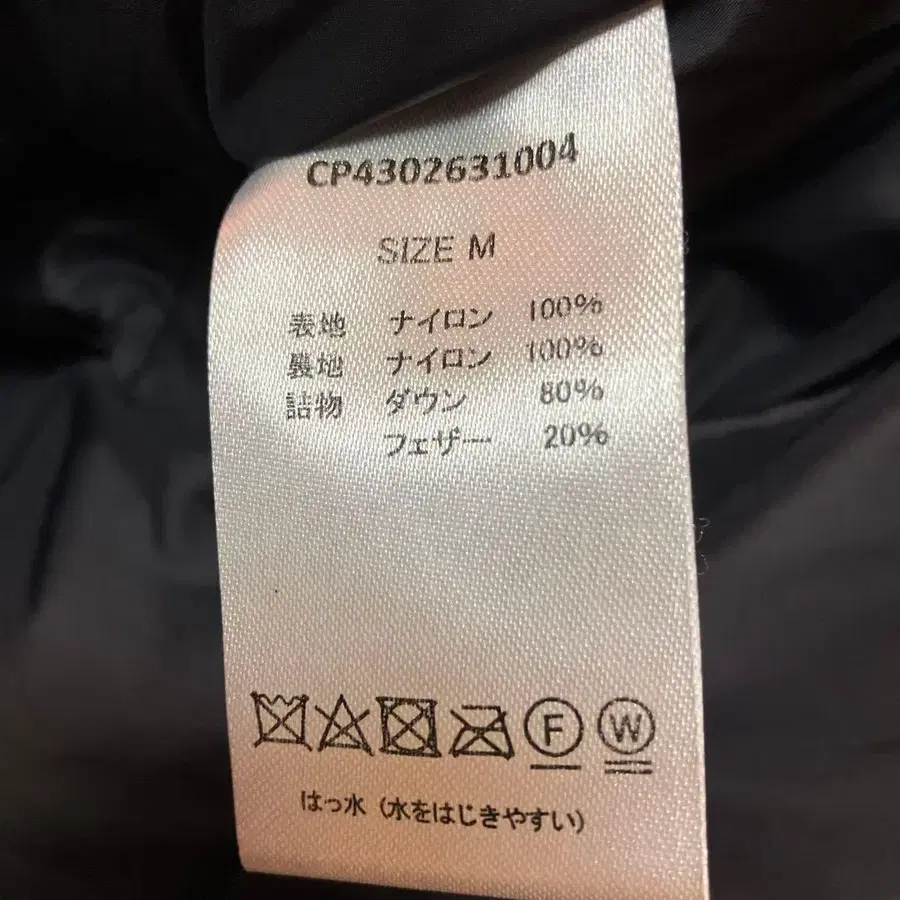 CP4302631004
SIZE M
表地 ナイロン 100%
裏地 ナイロン 100%
詰物 ダウン 80%
フェザー 20%
F W
はっ水 (水をはじきやすい)